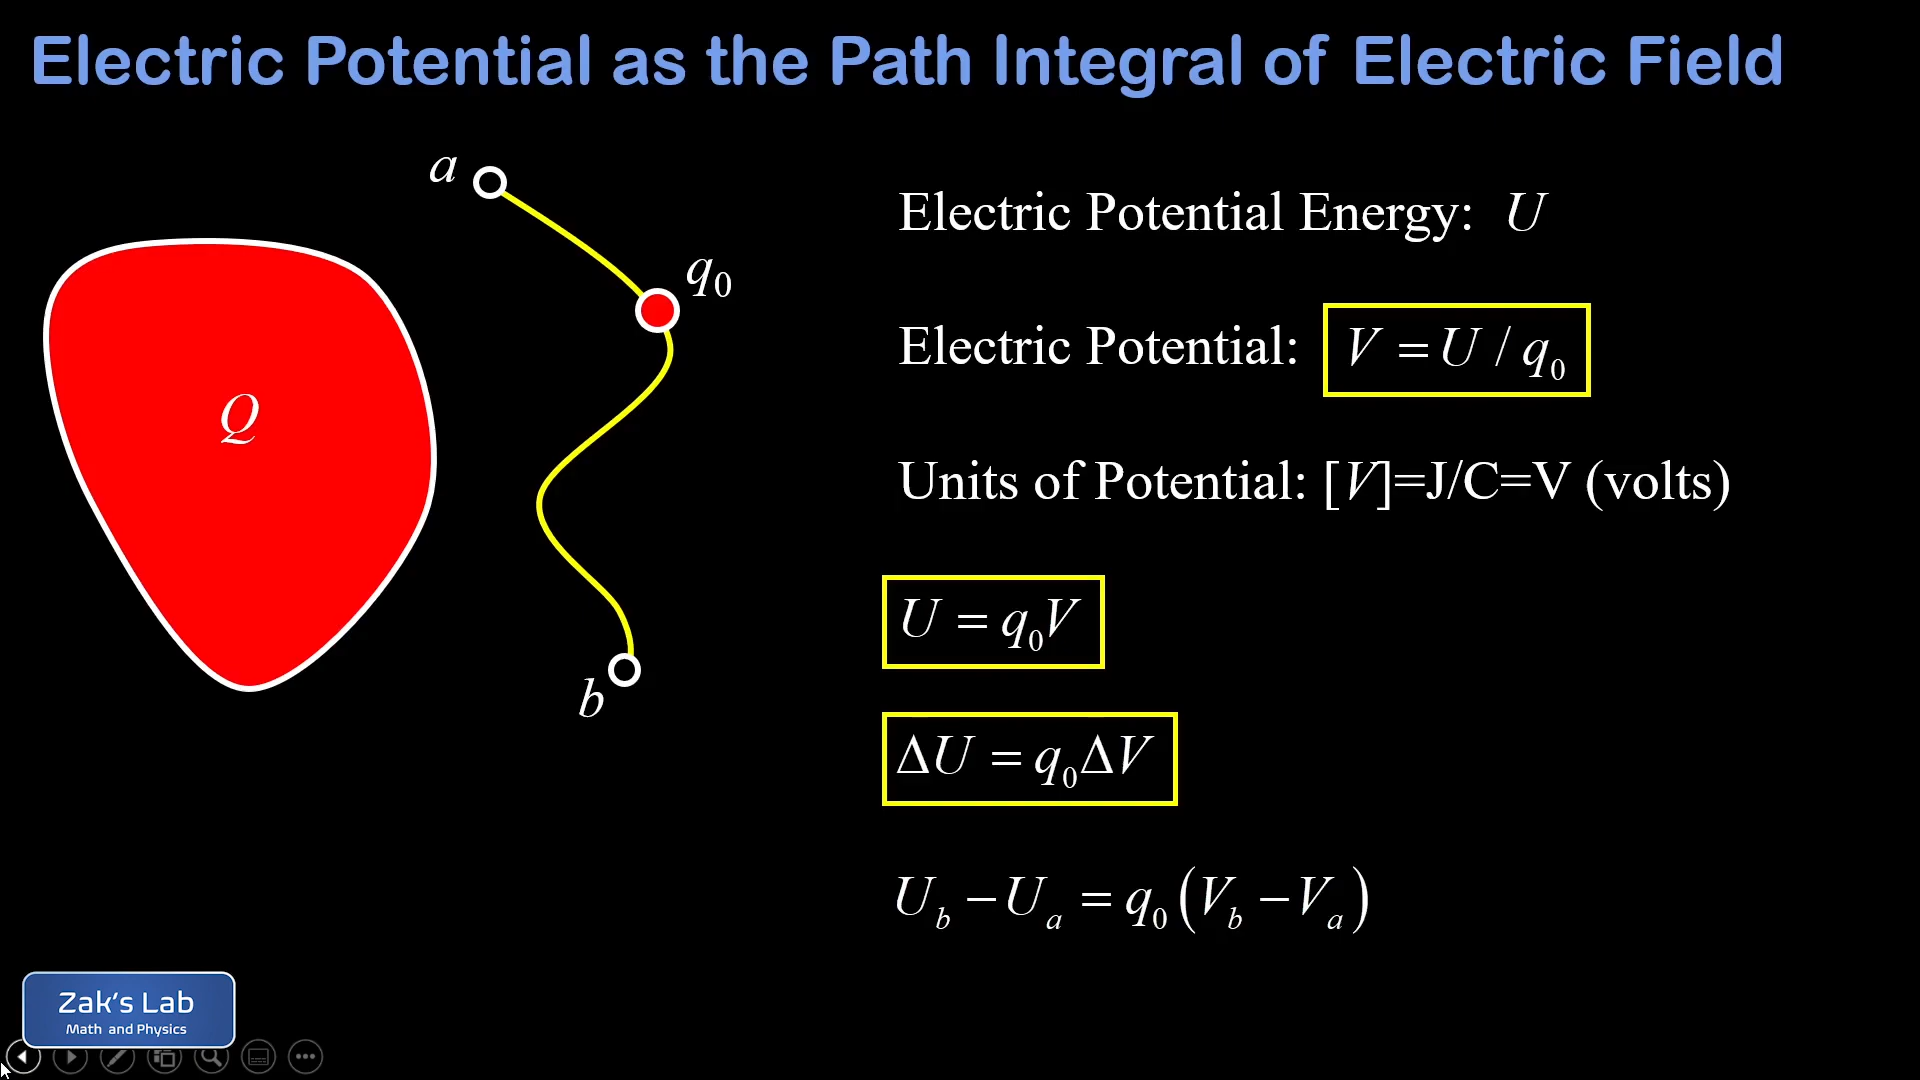 Electric Potential as the Path Integral of Electric Field
a
q₀
Q
b
Electric Potential Energy: U
Electric Potential: V = U / q₀
Units of Potential: [V]=J/C=V (volts)
U = q₀V
ΔU = q₀ΔV
U_b − U_a = q₀(V_b − V_a)
Zak's Lab
Math and Physics